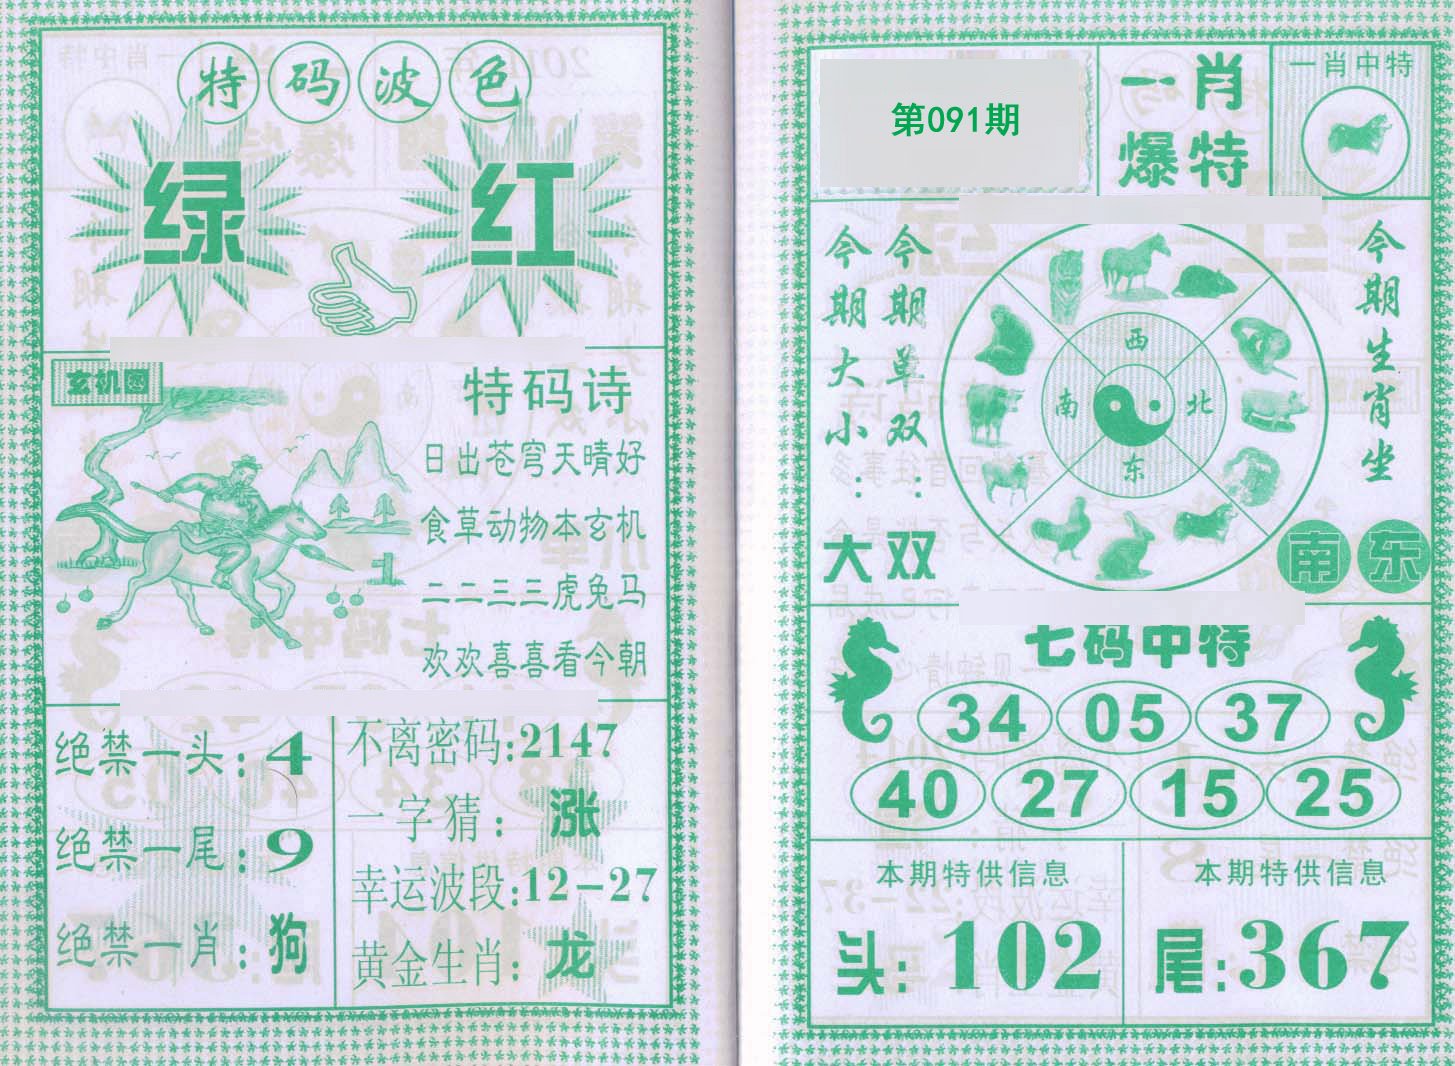 特码波色
绿 红
玄机图
特码诗
日出苍穹天晴好
食草动物本玄机
二二三三虎兔马
欢欢喜喜看今朝
绝禁一头:4
绝禁一尾:9
绝禁一肖:狗
不离密码:2147
一字猜:涨
幸运波段:12-27
黄金生肖:龙
第091期
一肖
爆特
一肖中特
今期大小:大
今期单双:双
西
南 北
东
今期生肖坐
南 东
七码中特
34 05 37
40 27 15 25
本期特供信息
头:102
本期特供信息
尾:367